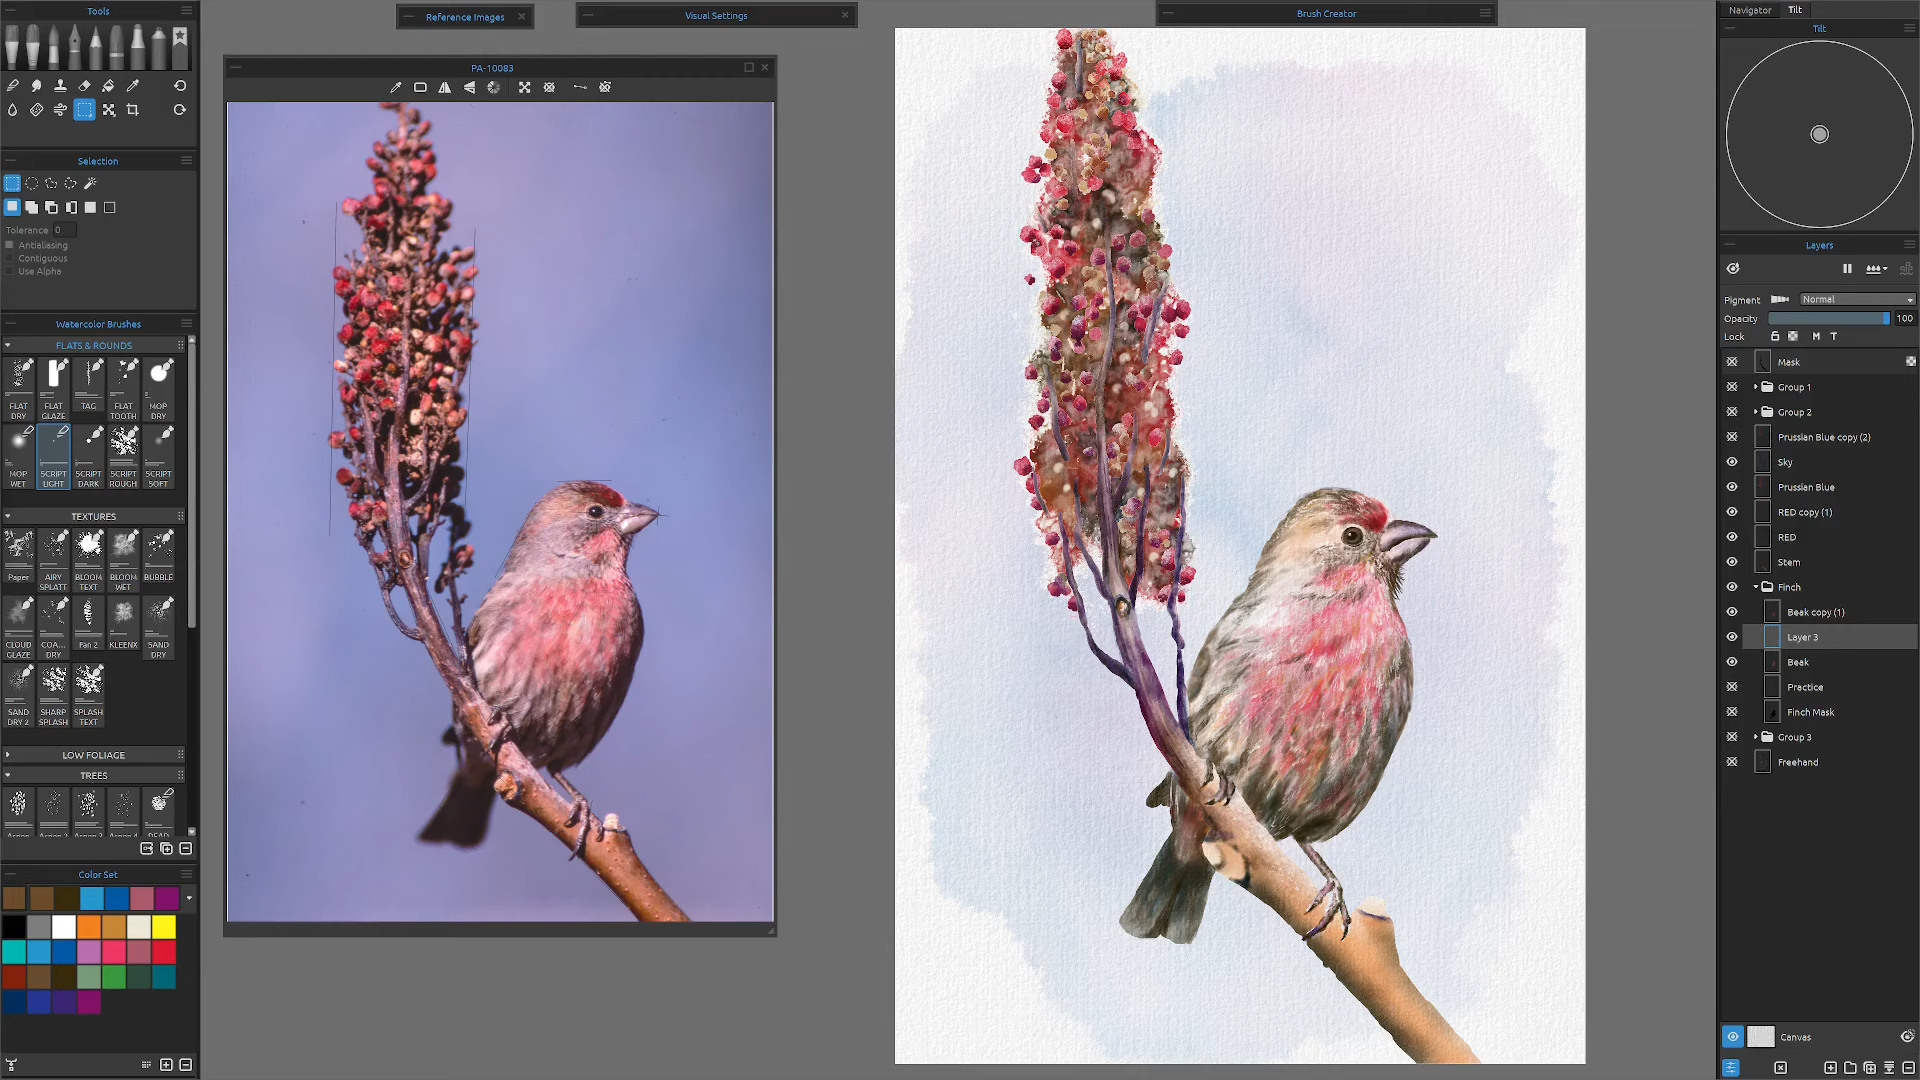 Tools
Reference Images
Visual Settings
Brush Creator
Navigator
Tilt
Tilt
PA-10083
Selection
Tolerance 0
Antialiasing
Contiguous
Use Alpha
Watercolor Brushes
FLATS & ROUNDS
FLAT DRY
FLAT GLAZE
TAG
FLAT TOOTH
MOP DRY
MOP WET
SCRIPT LIGHT
SCRIPT DARK
SCRIPT ROUGH
SCRIPT SOFT
TEXTURES
Paper
AIRY SPLATT
BLOOM TEXT
BLOOM WET
BUBBLE
CLOUD GLAZE
COA... DRY
Fan 2
KLEENX
SAND DRY
SAND DRY 2
SHARP SPLASH
SPLASH TEXT
LOW FOLIAGE
TREES
Color Set
Layers
Pigment
Normal
Opacity
100
Lock
M T
Mask
Group 1
Group 2
Prussian Blue copy (2)
Sky
Prussian Blue
RED copy (1)
RED
Stem
Finch
Beak copy (1)
Layer 3
Beak
Practice
Finch Mask
Group 3
Freehand
Canvas